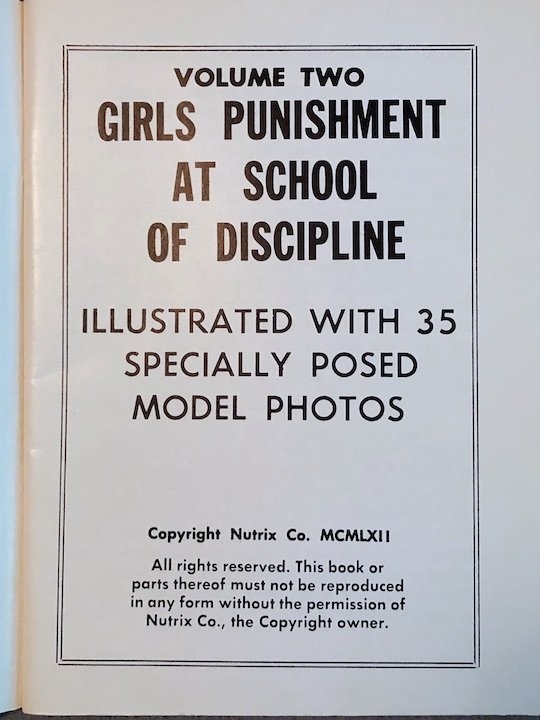 VOLUME TWO
GIRLS PUNISHMENT
AT SCHOOL
OF DISCIPLINE
ILLUSTRATED WITH 35
SPECIALLY POSED
MODEL PHOTOS
Copyright Nutrix Co. MCMLXII
All rights reserved. This book or
parts thereof must not be reproduced
in any form without the permission of
Nutrix Co., the Copyright owner.